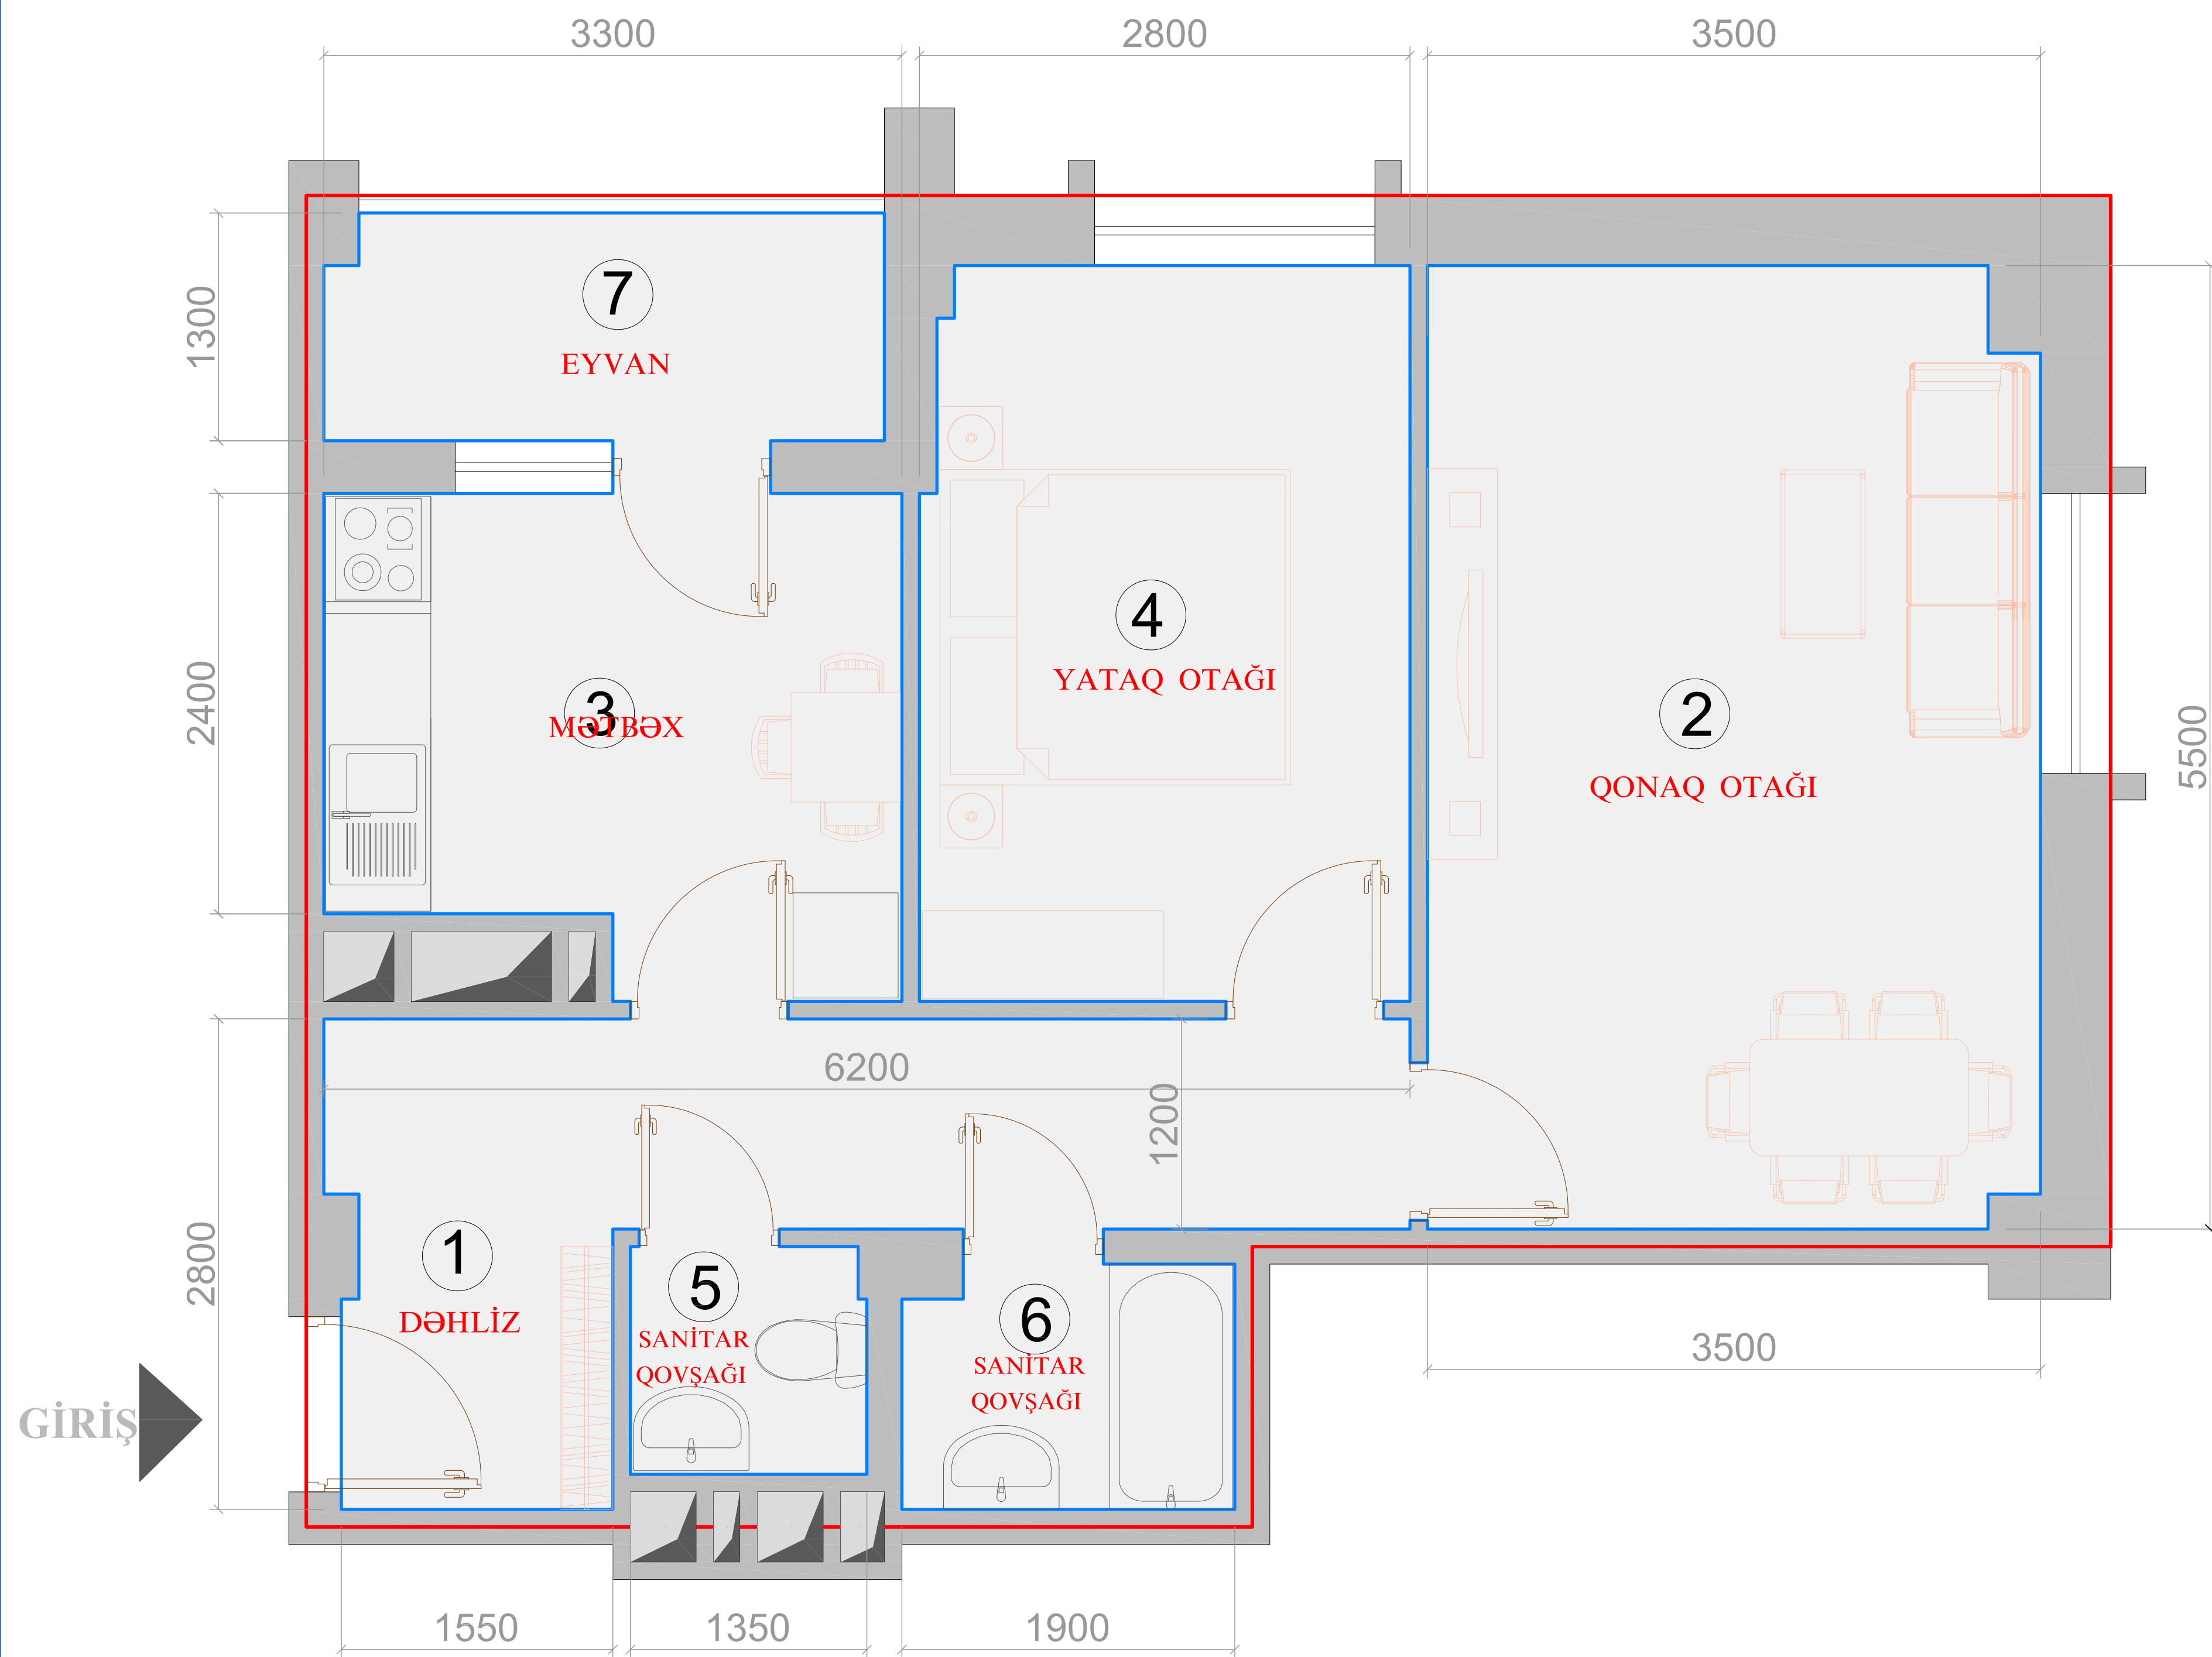 3300
2800
3500
1300
7
EYVAN
2400
3
MƏTBƏX
4
YATAQ OTAĞI
2
QONAQ OTAĞI
5500
6200
1200
2800
1
DƏHLİZ
5
SANİTAR
QOVŞAĞI
6
SANİTAR
QOVŞAĞI
3500
GİRİŞ
1550
1350
1900